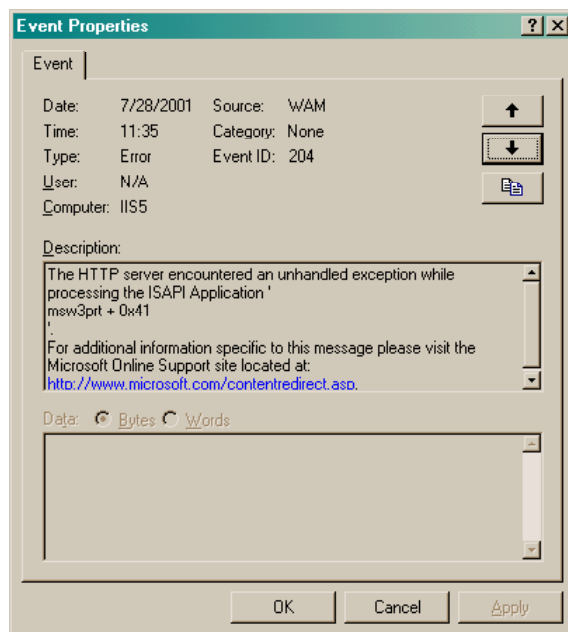 Event Properties
Event
Date: 7/28/2001 Source: WAM
Time: 11:35 Category: None
Type: Error Event ID: 204
User: N/A
Computer: IIS5
Description:
The HTTP server encountered an unhandled exception while
processing the ISAPI Application '
msw3prt + 0x41
'.
For additional information specific to this message please visit the
Microsoft Online Support site located at:
http://www.microsoft.com/contentredirect.asp.
Data: Bytes Words
OK Cancel Apply